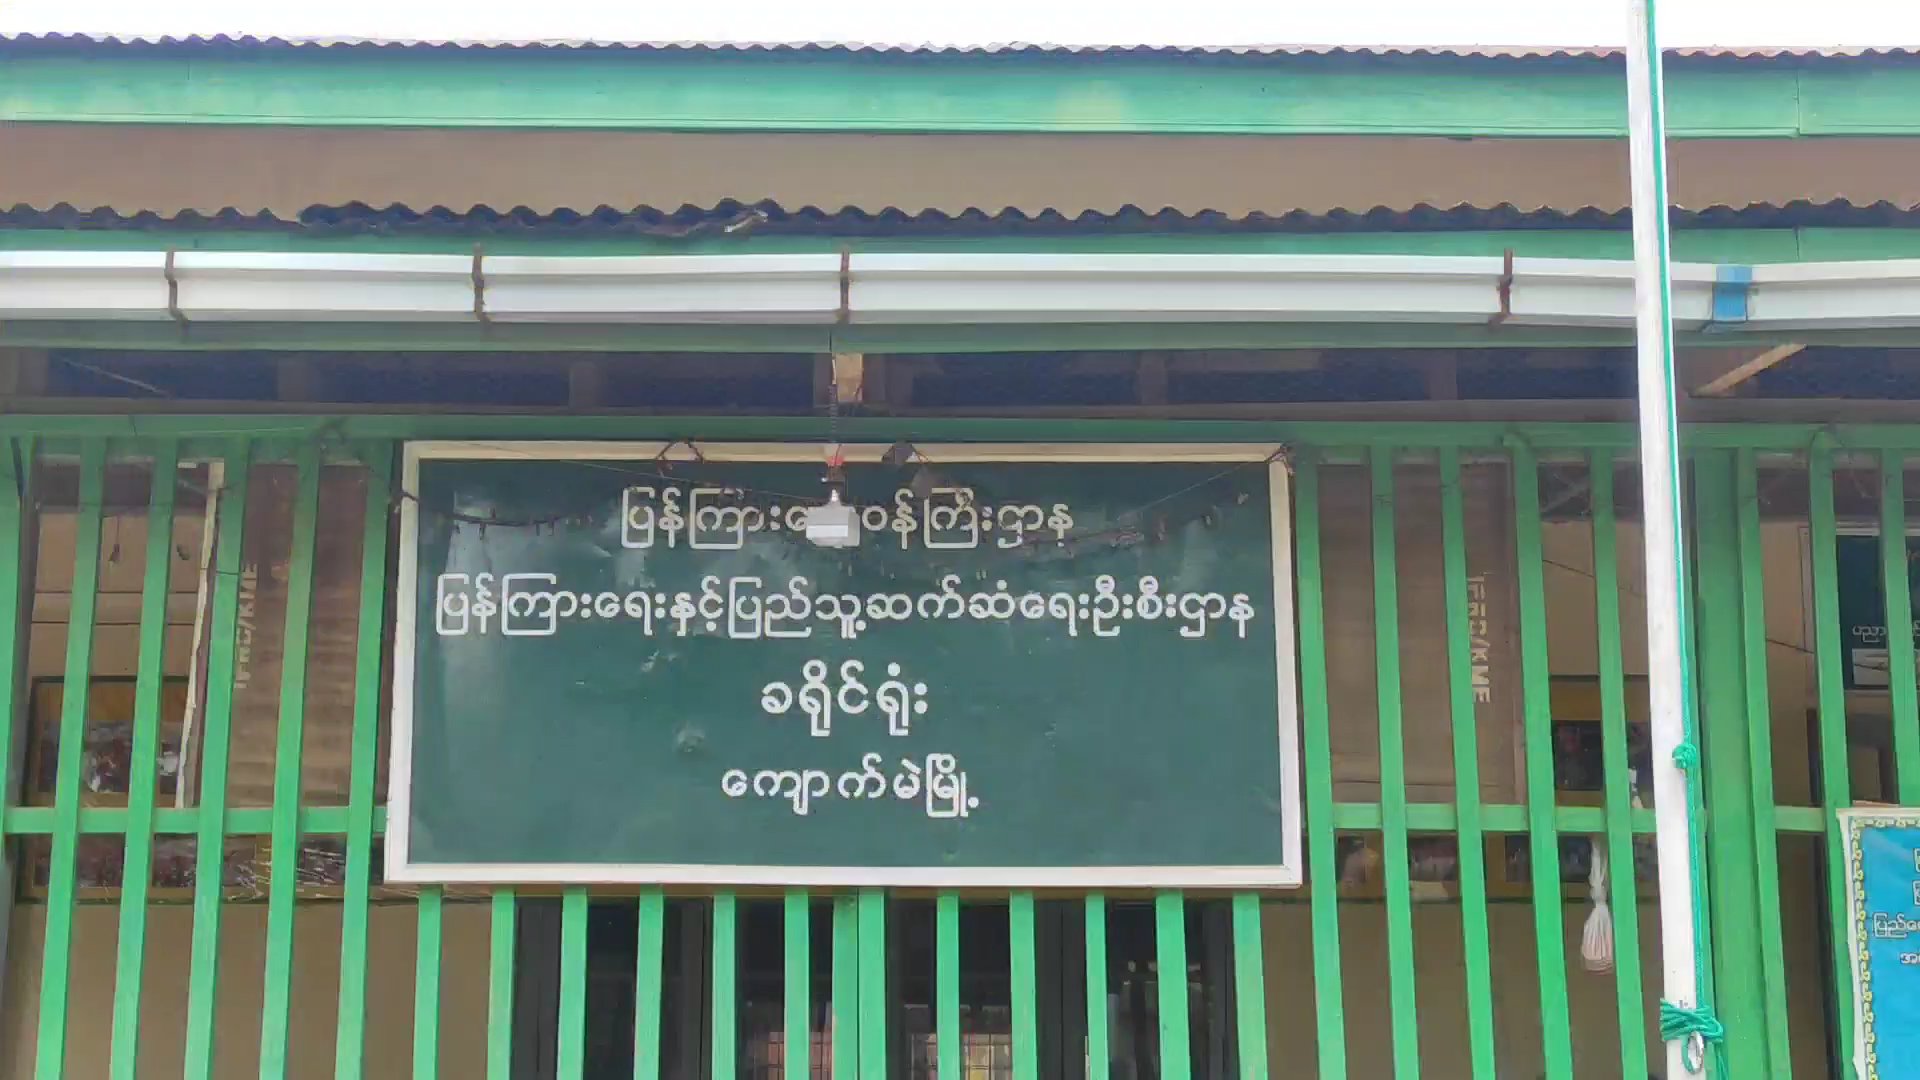 ပြန်ကြားရေးဝန်ကြီးဌာန
ပြန်ကြားရေးနှင့်ပြည်သူ့ဆက်ဆံရေးဦးစီးဌာန
ခရိုင်ရုံး
ကျောက်မဲမြို့